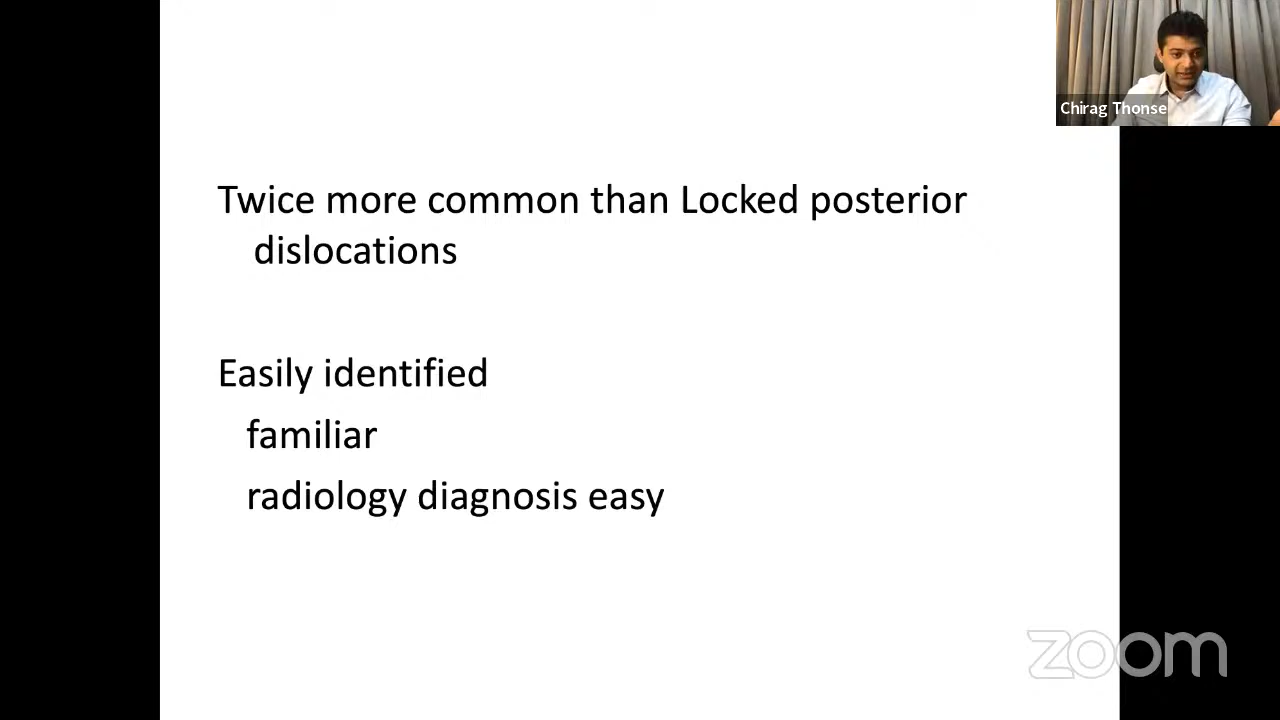 Chirag Thonse
Twice more common than Locked posterior
dislocations
Easily identified
familiar
radiology diagnosis easy
zoom